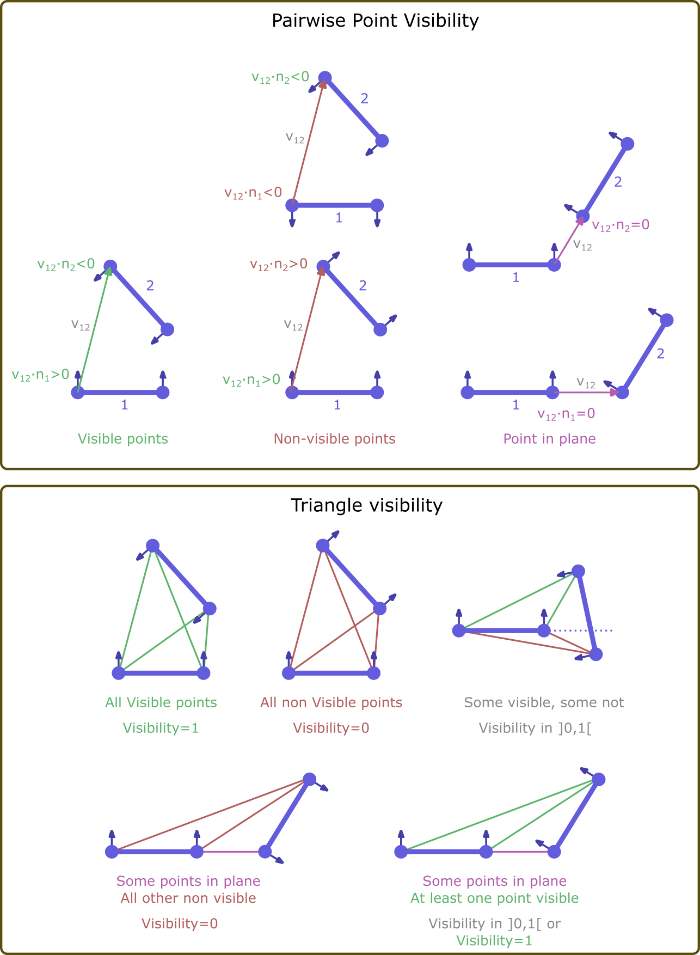 Pairwise Point Visibility
v12·n2<0
2
v12
v12·n1<0
1
2
v12·n2=0
v12
1
v12·n2<0
2
v12
v12·n1>0
1
Visible points
v12·n2>0
2
v12
v12·n1>0
1
Non-visible points
v12
2
1
v12·n1=0
Point in plane
Triangle visibility
All Visible points
Visibility=1
All non Visible points
Visibility=0
Some visible, some not
Visibility in ]0,1[
Some points in plane
All other non visible
Visibility=0
Some points in plane
At least one point visible
Visibility in ]0,1[ or
Visibility=1